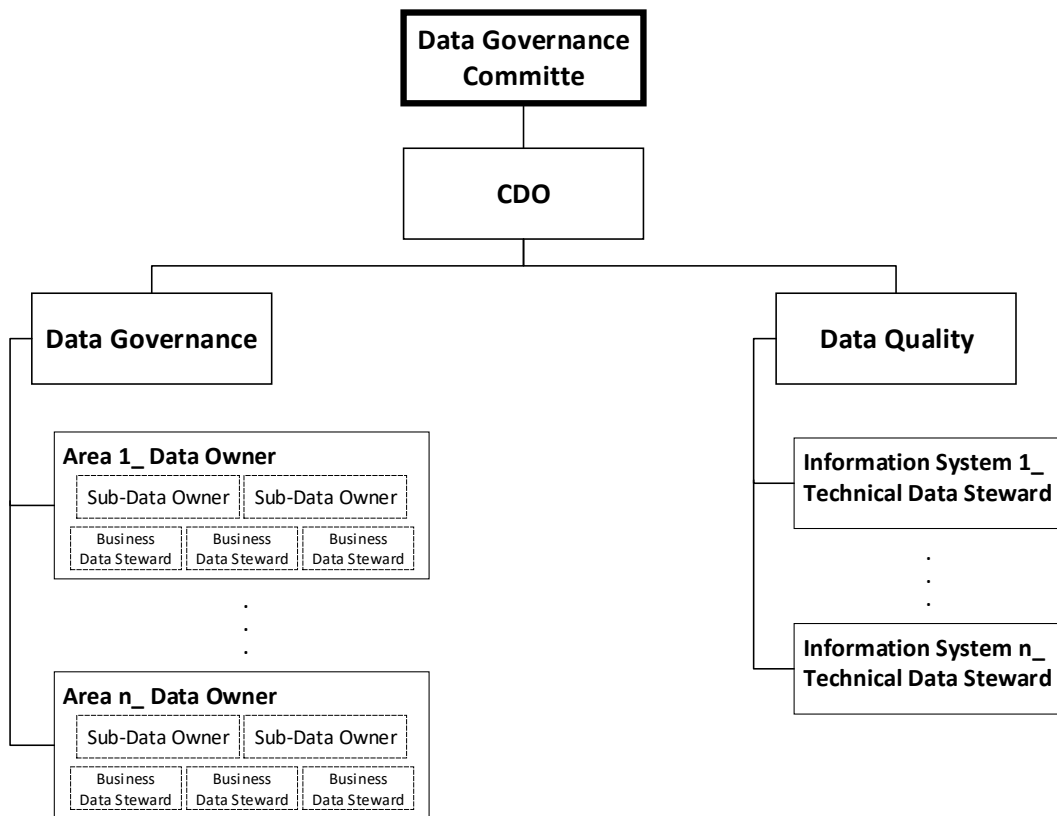 Data Governance
Committe
CDO
Data Governance
Data Quality
Area 1_ Data Owner
Sub-Data Owner
Sub-Data Owner
Business
Data Steward
Business
Data Steward
Business
Data Steward
.
.
.
Area n_ Data Owner
Sub-Data Owner
Sub-Data Owner
Business
Data Steward
Business
Data Steward
Business
Data Steward
Information System 1_
Technical Data Steward
.
.
.
Information System n_
Technical Data Steward